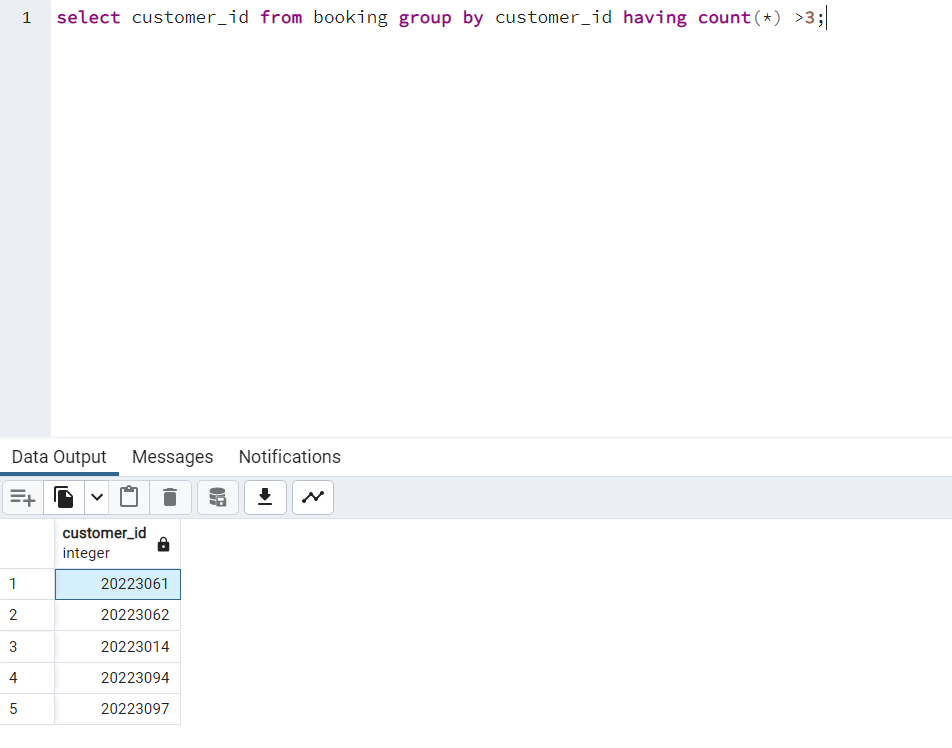 1 select customer_id from booking group by customer_id having count(*) >3;
Data Output Messages Notifications
customer_id
integer
1 20223061
2 20223062
3 20223014
4 20223094
5 20223097